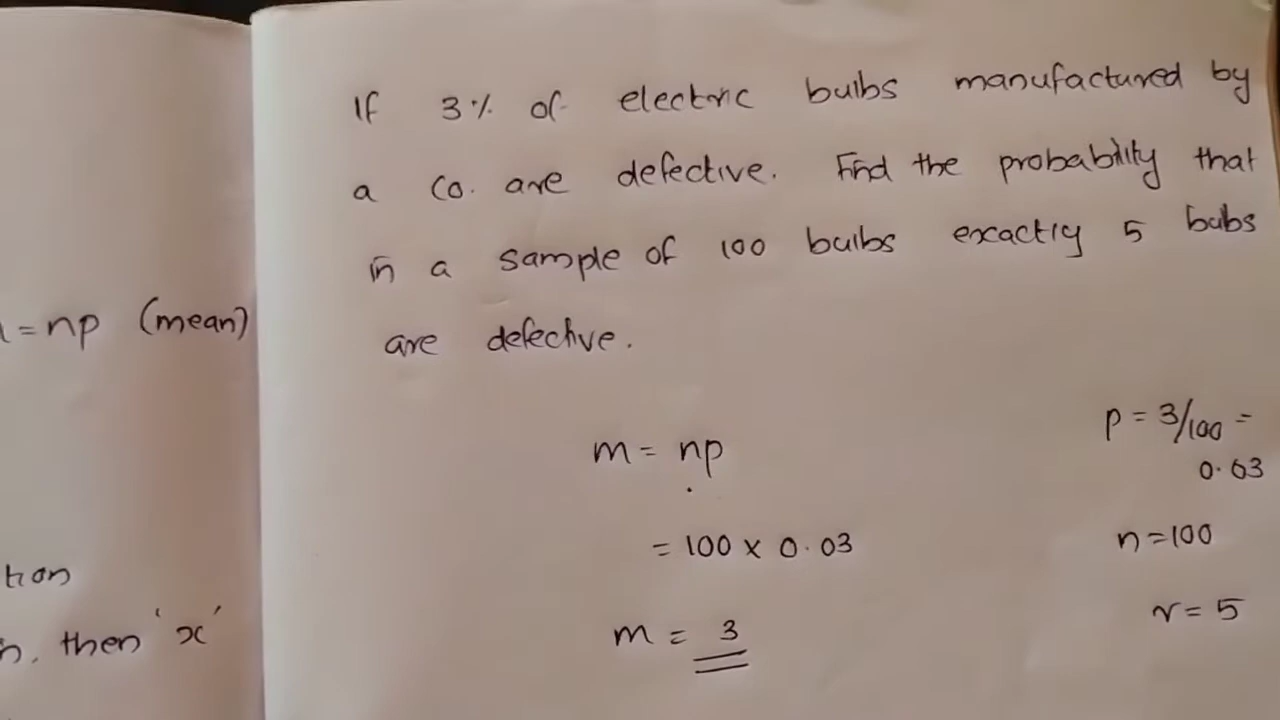 = np (mean)
tion
, then 'x'
If 3% of electric bulbs manufactured by
a Co. are defective. Find the probability that
in a sample of 100 bulbs exactly 5 bubs
are defective.
m = np
= 100 x 0.03
m = 3
p = 3/100 =
0.03
n = 100
r = 5